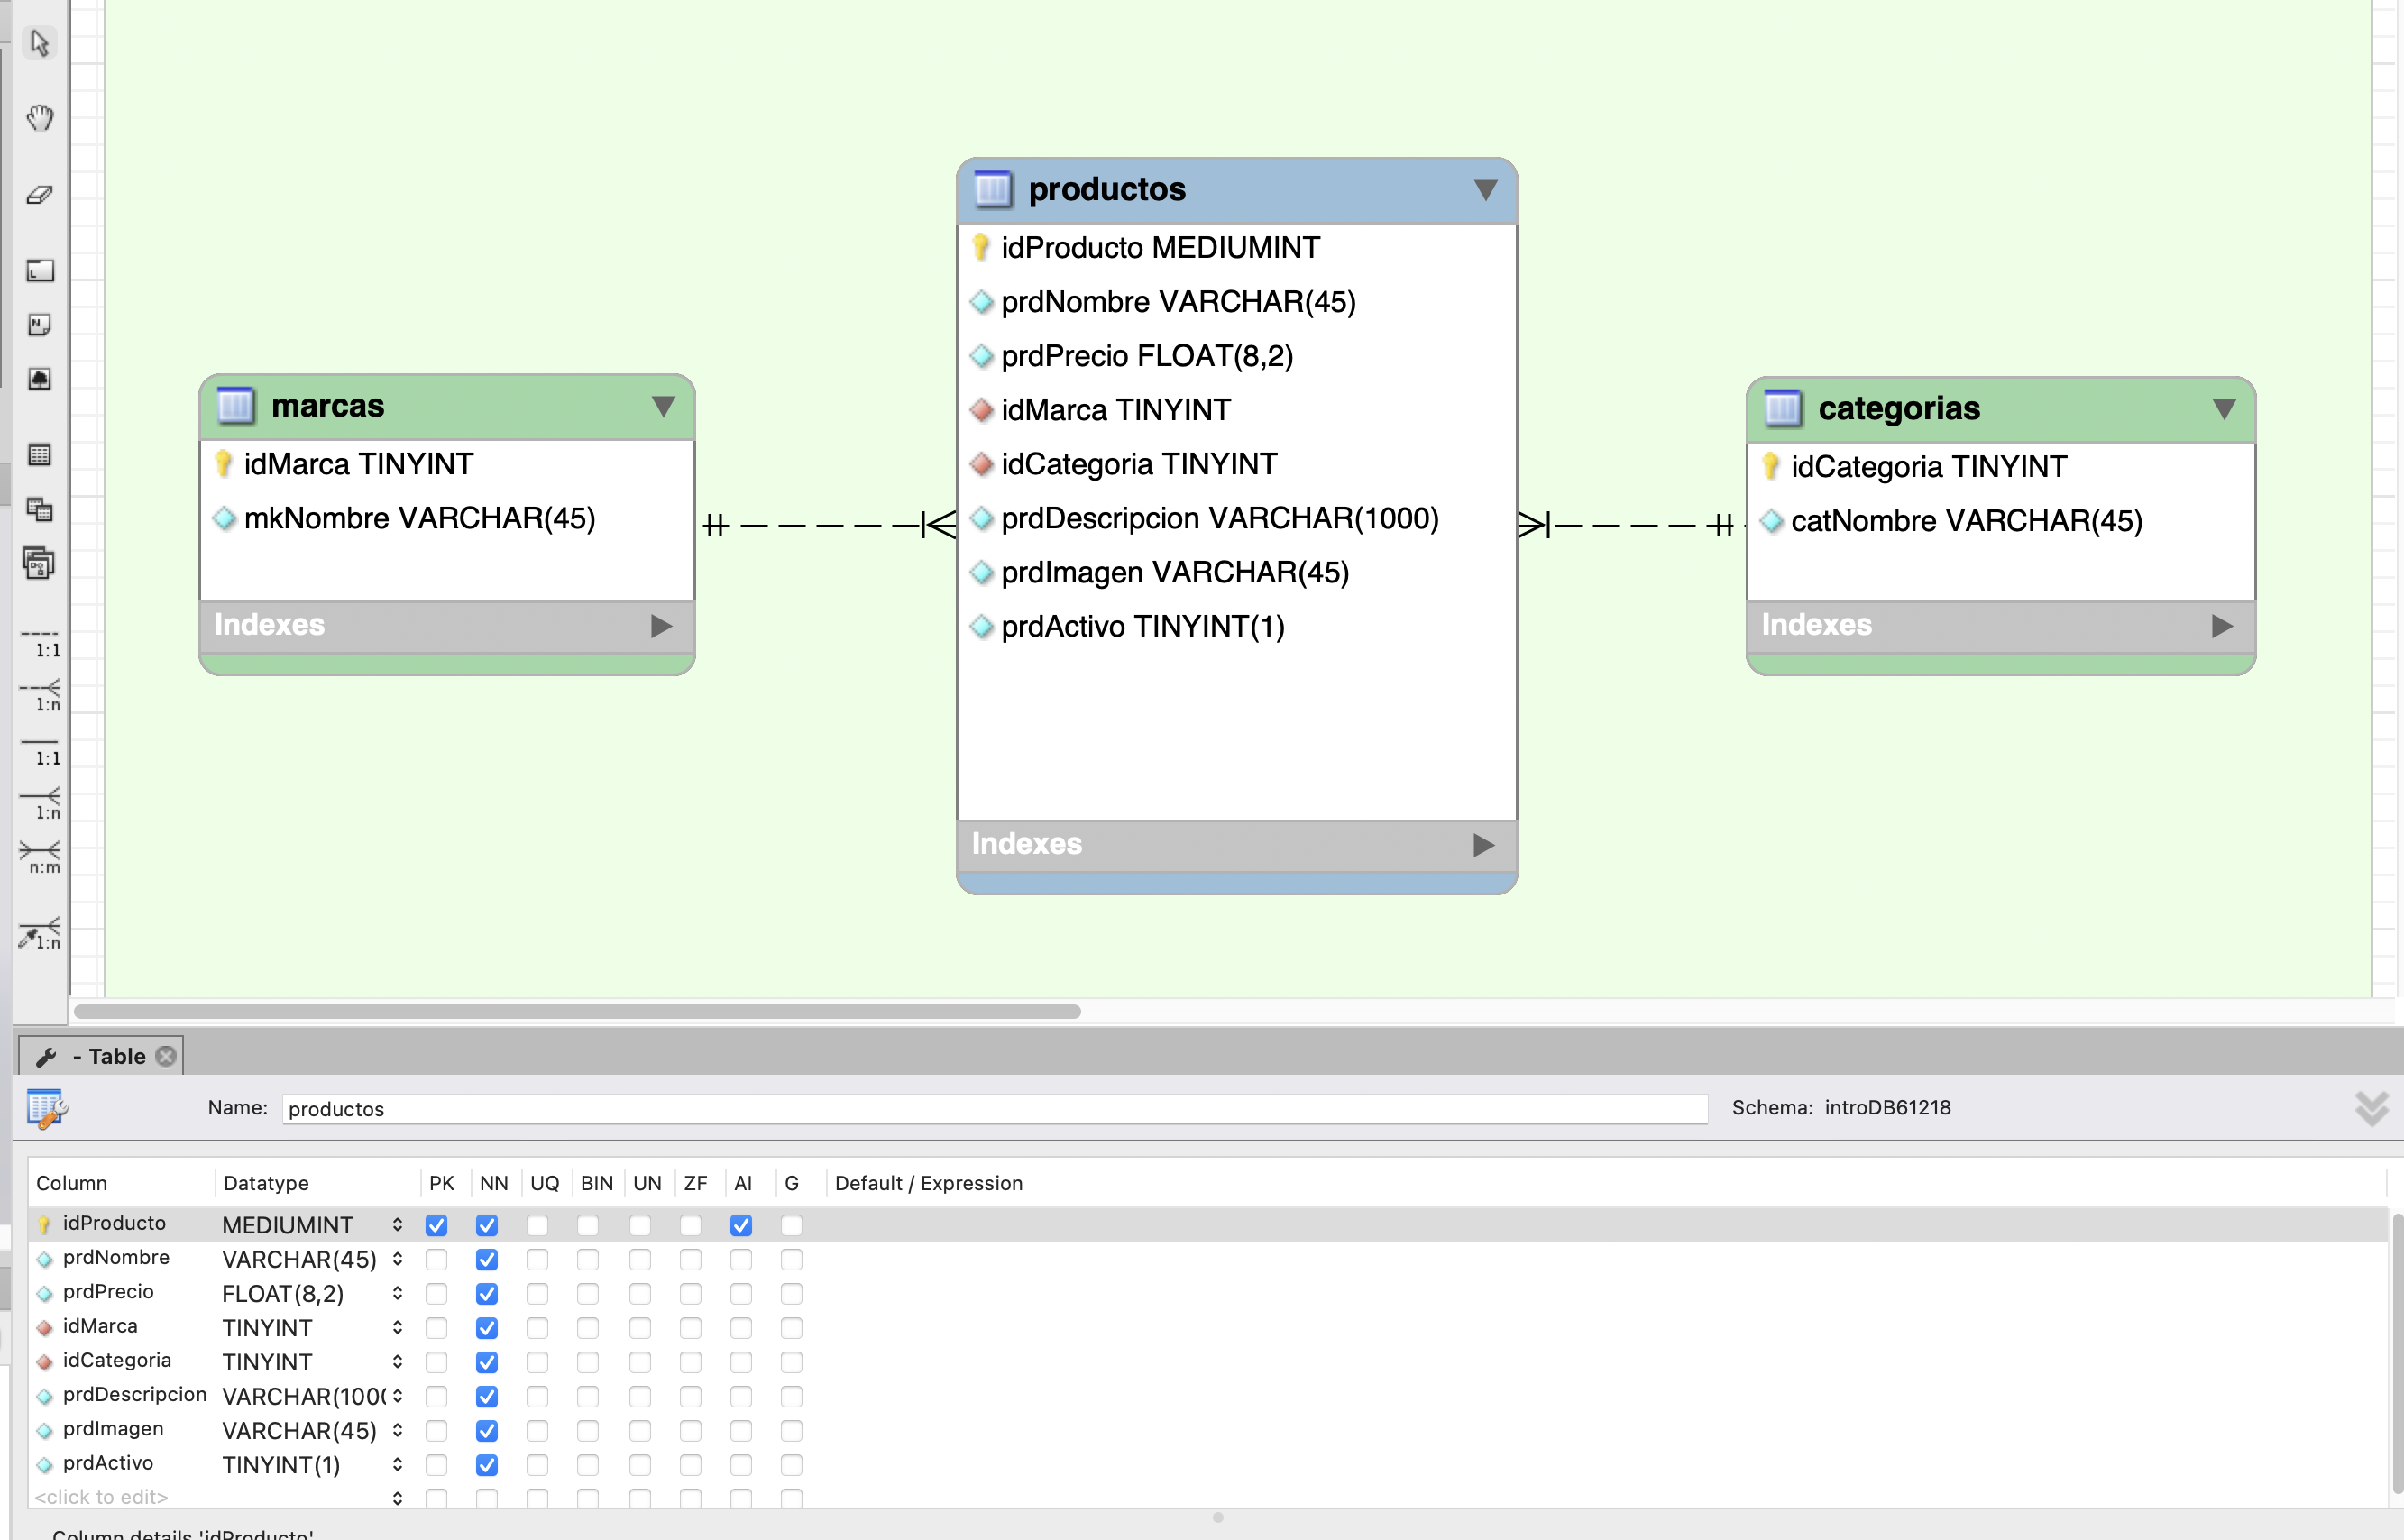 productos
idProducto MEDIUMINT
prdNombre VARCHAR(45)
prdPrecio FLOAT(8,2)
idMarca TINYINT
idCategoria TINYINT
prdDescripcion VARCHAR(1000)
prdImagen VARCHAR(45)
prdActivo TINYINT(1)
Indexes
marcas
idMarca TINYINT
mkNombre VARCHAR(45)
Indexes
categorias
idCategoria TINYINT
catNombre VARCHAR(45)
Indexes
1:1
1:n
1:1
1:n
n:m
1:n
- Table
Name: productos Schema: introDB61218
Column Datatype PK NN UQ BIN UN ZF AI G Default / Expression
idProducto MEDIUMINT
prdNombre VARCHAR(45)
prdPrecio FLOAT(8,2)
idMarca TINYINT
idCategoria TINYINT
prdDescripcion VARCHAR(100(
prdImagen VARCHAR(45)
prdActivo TINYINT(1)
<click to edit>
Column details 'idProducto'